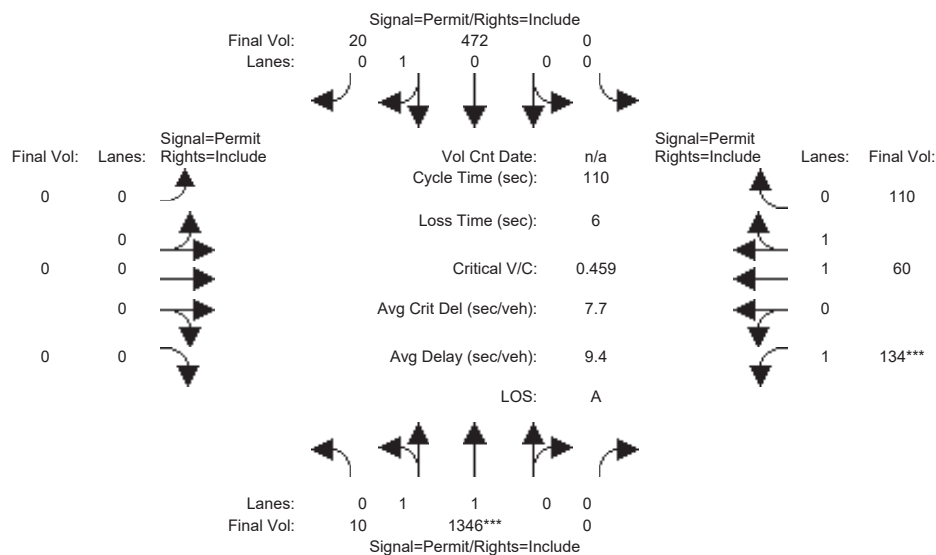 Signal=Permit/Rights=Include
Final Vol: 20 472 0
Lanes: 0 1 0 0 0
Signal=Permit
Final Vol: Lanes: Rights=Include
Vol Cnt Date: n/a
Signal=Permit
Rights=Include Lanes: Final Vol:
Cycle Time (sec): 110
0 0
0 110
Loss Time (sec): 6
0
1
0 0
Critical V/C: 0.459
1 60
0
Avg Crit Del (sec/veh): 7.7
0
0 0
Avg Delay (sec/veh): 9.4
1 134***
LOS: A
Lanes: 0 1 1 0 0
Final Vol: 10 1346*** 0
Signal=Permit/Rights=Include